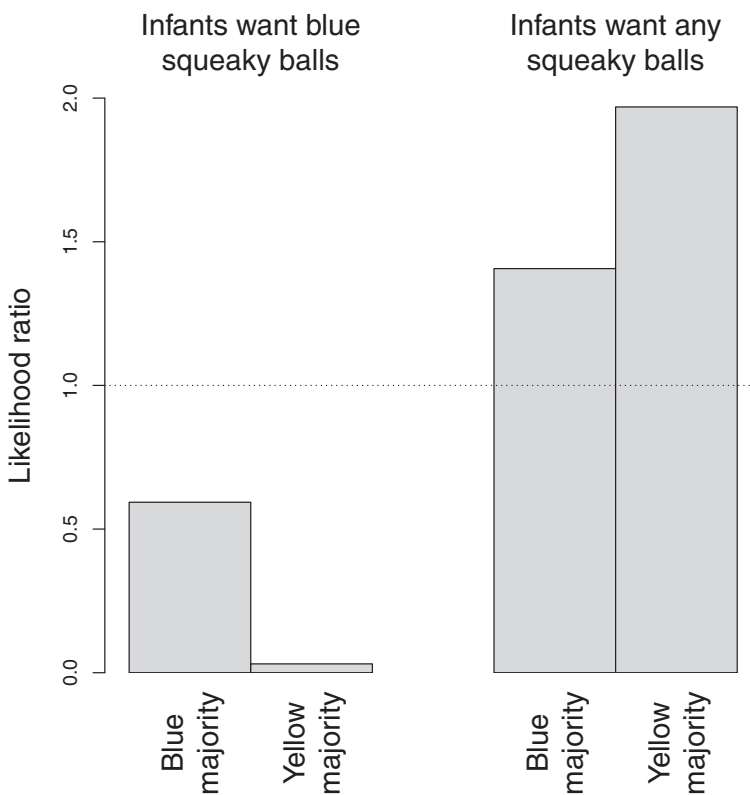 Infants want blue
squeaky balls
Infants want any
squeaky balls
Likelihood ratio
2.0
1.5
1.0
0.5
0.0
Blue
majority
Yellow
majority
Blue
majority
Yellow
majority